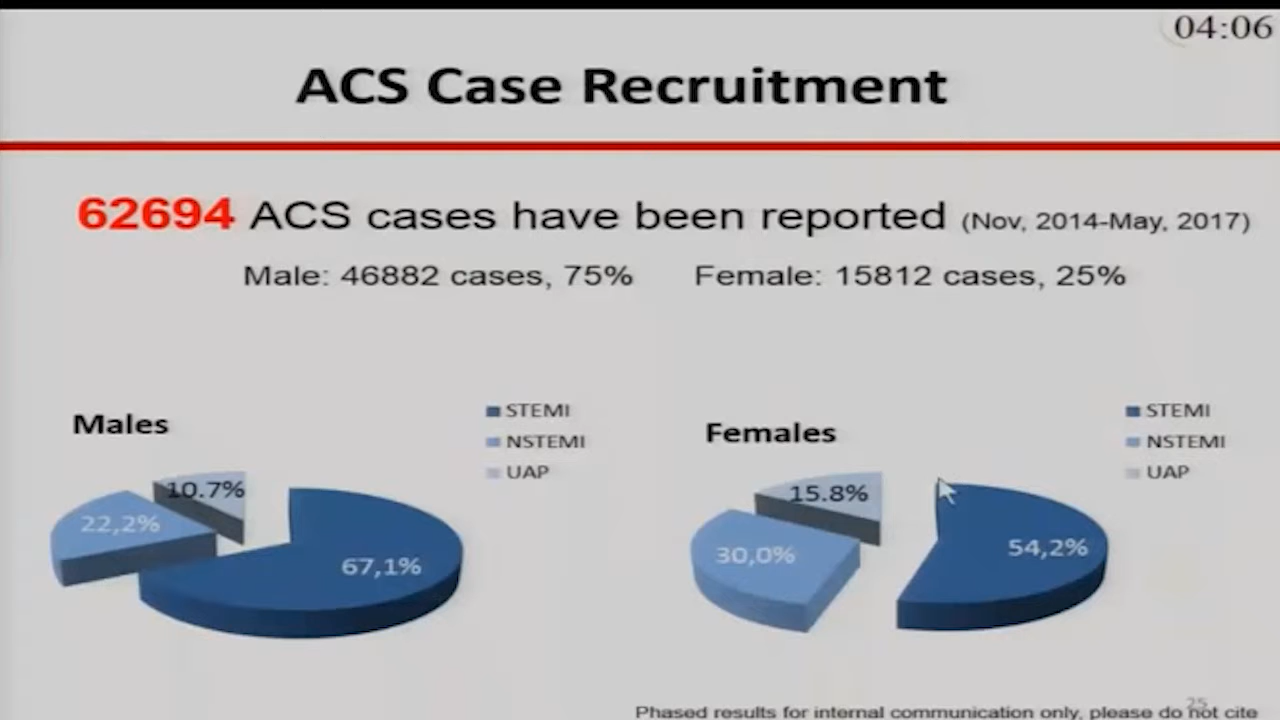 04:06
ACS Case Recruitment
62694 ACS cases have been reported (Nov, 2014-May, 2017)
Male: 46882 cases, 75% Female: 15812 cases, 25%
Males
STEMI
NSTEMI
UAP
10.7%
22,2%
67,1%
Females
STEMI
NSTEMI
UAP
15.8%
30,0%
54,2%
25
Phased results for internal communication only, please do not cite